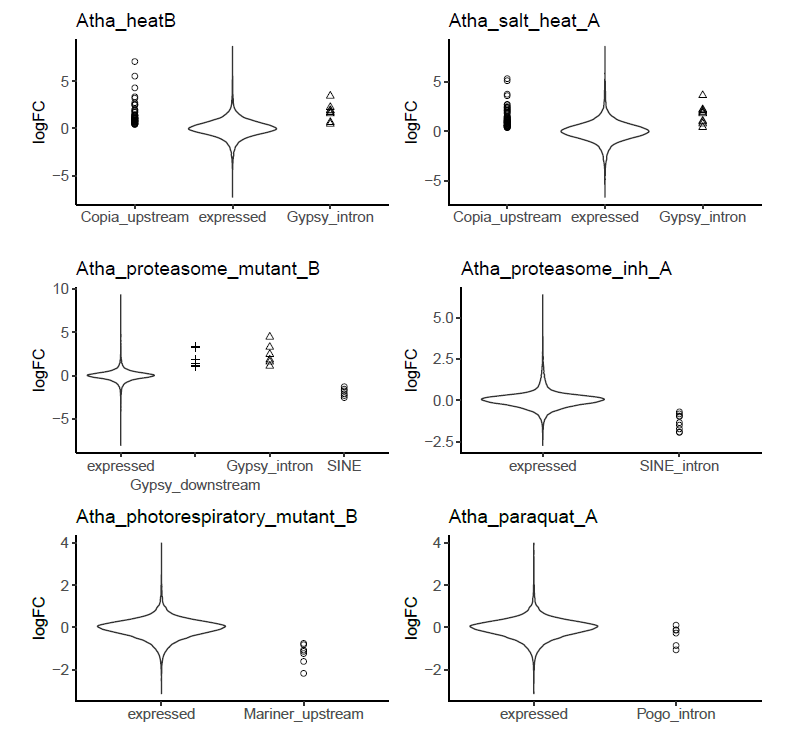 Atha_heatB
logFC
5
0
−5
Copia_upstream expressed Gypsy_intron
Atha_salt_heat_A
logFC
5
0
−5
Copia_upstream expressed Gypsy_intron
Atha_proteasome_mutant_B
logFC
10
5
0
−5
expressed Gypsy_intron SINE
Gypsy_downstream
Atha_proteasome_inh_A
logFC
5.0
2.5
0.0
−2.5
expressed SINE_intron
Atha_photorespiratory_mutant_B
logFC
4
2
0
−2
expressed Mariner_upstream
Atha_paraquat_A
logFC
4
2
0
−2
expressed Pogo_intron